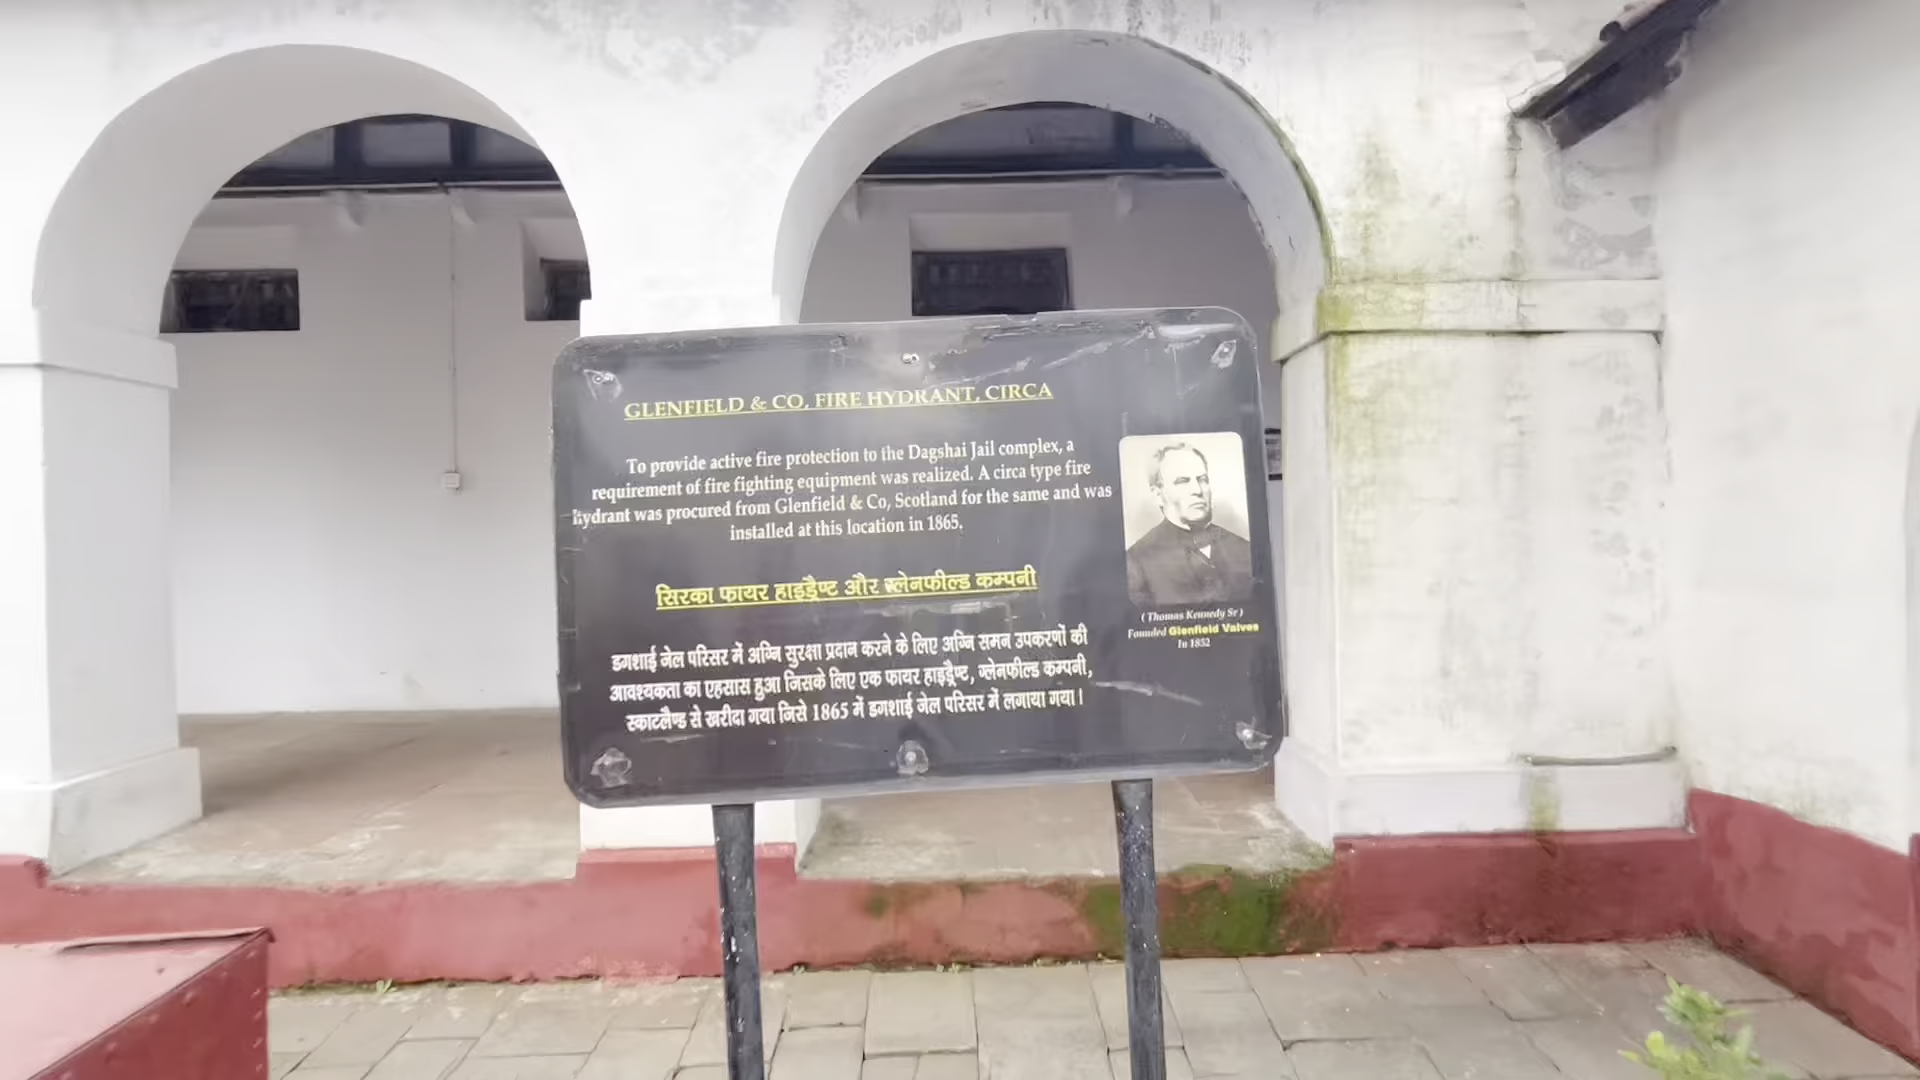 GLENFIELD & CO, FIRE HYDRANT, CIRCA
To provide active fire protection to the Dagshai Jail complex, a
requirement of fire fighting equipment was realized. A circa type fire
hydrant was procured from Glenfield & Co, Scotland for the same and was
installed at this location in 1865.
( Thomas Kennedy Sr )
Founded Glenfield Valves
In 1852
सिरका फायर हाइड्रैण्ट और ग्लेनफील्ड कम्पनी
डगशाई जेल परिसर में अग्नि सुरक्षा प्रदान करने के लिए अग्नि समन उपकरणों की
आवश्यकता का एहसास हुआ जिसके लिए एक फायर हाइड्रैण्ट, ग्लेनफील्ड कम्पनी,
स्काटलैण्ड से खरीदा गया जिसे 1865 में डगशाई जेल परिसर में लगाया गया।